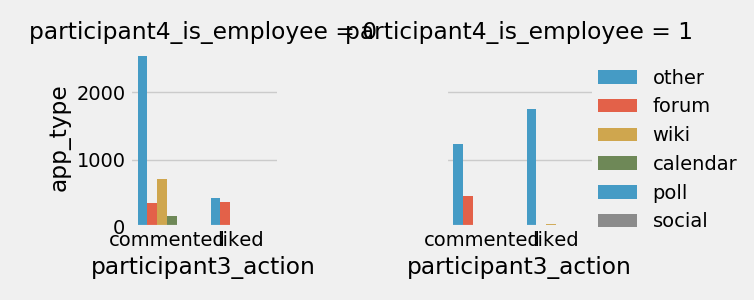 participant4_is_employee = 0
participant4_is_employee = 1
app_type
2000
1000
0
commented
liked
commented
liked
participant3_action
participant3_action
other
forum
wiki
calendar
poll
social